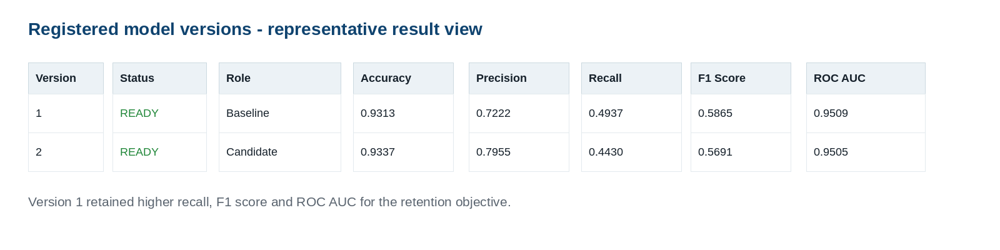 Registered model versions - representative result view
Version Status Role Accuracy Precision Recall F1 Score ROC AUC
1 READY Baseline 0.9313 0.7222 0.4937 0.5865 0.9509
2 READY Candidate 0.9337 0.7955 0.4430 0.5691 0.9505
Version 1 retained higher recall, F1 score and ROC AUC for the retention objective.